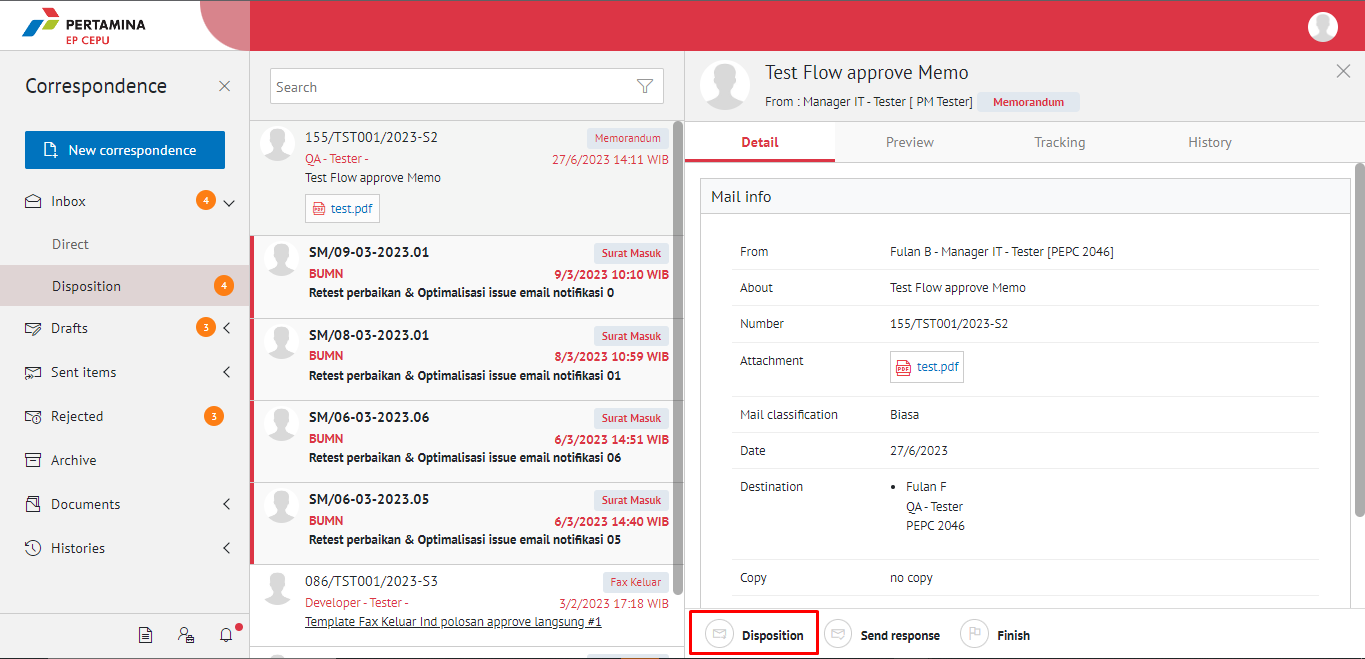 PERTAMINA
EP CEPU
Correspondence
New correspondence
Inbox 4
Direct
Disposition 4
Drafts 3
Sent items
Rejected 3
Archive
Documents
Histories
Search
155/TST001/2023-S2 Memorandum
QA - Tester - 27/6/2023 14:11 WIB
Test Flow approve Memo
PDF test.pdf
SM/09-03-2023.01 Surat Masuk
BUMN 9/3/2023 10:10 WIB
Retest perbaikan & Optimalisasi issue email notifikasi 0
SM/08-03-2023.01 Surat Masuk
BUMN 8/3/2023 10:59 WIB
Retest perbaikan & Optimalisasi issue email notifikasi 01
SM/06-03-2023.06 Surat Masuk
BUMN 6/3/2023 14:51 WIB
Retest perbaikan & Optimalisasi issue email notifikasi 06
SM/06-03-2023.05 Surat Masuk
BUMN 6/3/2023 14:40 WIB
Retest perbaikan & Optimalisasi issue email notifikasi 05
086/TST001/2023-S3 Fax Keluar
Developer - Tester - 3/2/2023 17:18 WIB
Template Fax Keluar Ind polosan approve langsung #1
Test Flow approve Memo
From : Manager IT - Tester [ PM Tester] Memorandum
Detail Preview Tracking History
Mail info
From Fulan B - Manager IT - Tester [PEPC 2046]
About Test Flow approve Memo
Number 155/TST001/2023-S2
Attachment PDF test.pdf
Mail classification Biasa
Date 27/6/2023
Destination • Fulan F
QA - Tester
PEPC 2046
Copy no copy
Disposition Send response Finish